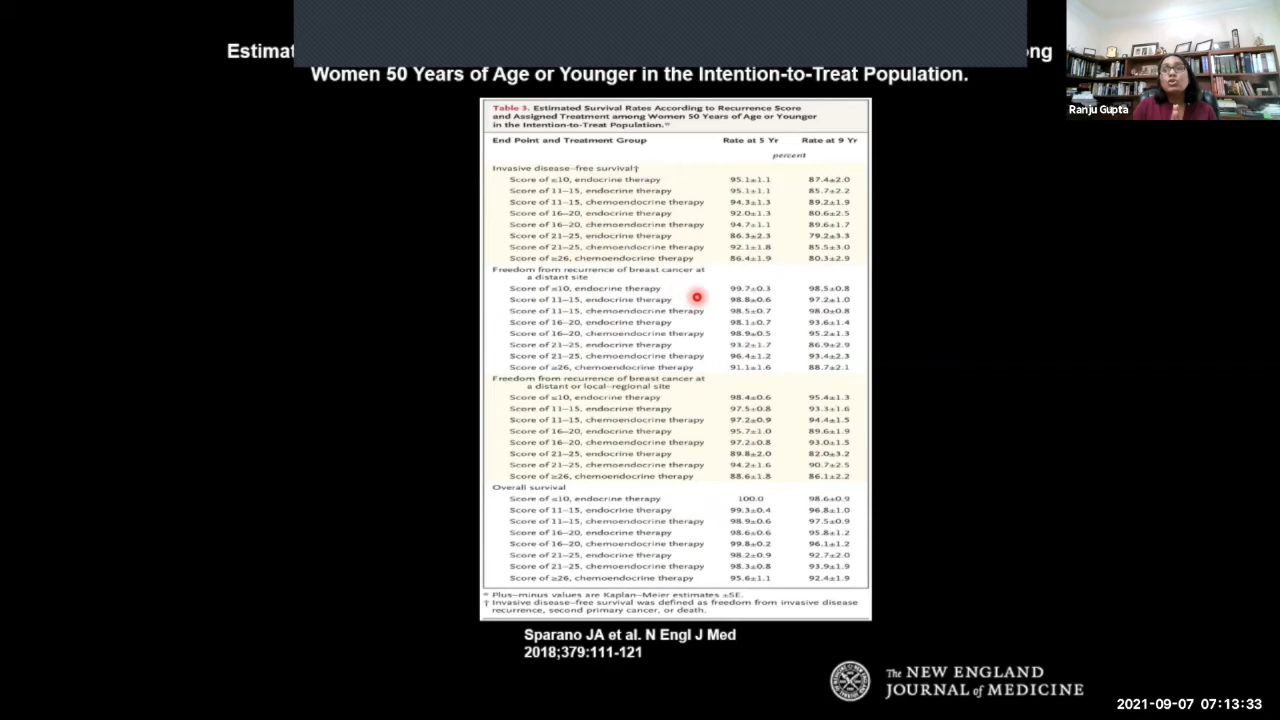 Estimat ong
Women 50 Years of Age or Younger in the Intention-to-Treat Population.
Ranju Gupta
Table 3. Estimated Survival Rates According to Recurrence Score
and Assigned Treatment among Women 50 Years of Age or Younger
in the Intention-to-Treat Population.*
End Point and Treatment Group Rate at 5 Yr Rate at 9 Yr
percent
Invasive disease–free survival†
Score of ≤10, endocrine therapy 95.1±1.1 87.4±2.0
Score of 11–15, endocrine therapy 95.1±1.1 85.7±2.2
Score of 11–15, chemoendocrine therapy 94.3±1.3 89.2±1.9
Score of 16–20, endocrine therapy 92.0±1.3 80.6±2.5
Score of 16–20, chemoendocrine therapy 94.7±1.1 89.6±1.7
Score of 21–25, endocrine therapy 86.3±2.3 79.2±3.3
Score of 21–25, chemoendocrine therapy 92.1±1.8 85.5±3.0
Score of ≥26, chemoendocrine therapy 86.4±1.9 80.3±2.9
Freedom from recurrence of breast cancer at
a distant site
Score of ≤10, endocrine therapy 99.7±0.3 98.5±0.8
Score of 11–15, endocrine therapy 98.8±0.6 97.2±1.0
Score of 11–15, chemoendocrine therapy 98.5±0.7 98.0±0.8
Score of 16–20, endocrine therapy 98.1±0.7 93.6±1.4
Score of 16–20, chemoendocrine therapy 98.9±0.5 95.2±1.3
Score of 21–25, endocrine therapy 93.2±1.7 86.9±2.9
Score of 21–25, chemoendocrine therapy 96.4±1.2 93.4±2.3
Score of ≥26, chemoendocrine therapy 91.1±1.6 88.7±2.1
Freedom from recurrence of breast cancer at
a distant or local–regional site
Score of ≤10, endocrine therapy 98.4±0.6 95.4±1.3
Score of 11–15, endocrine therapy 97.5±0.8 93.3±1.6
Score of 11–15, chemoendocrine therapy 97.2±0.9 94.4±1.5
Score of 16–20, endocrine therapy 95.7±1.0 89.6±1.9
Score of 16–20, chemoendocrine therapy 97.2±0.8 93.0±1.5
Score of 21–25, endocrine therapy 89.8±2.0 82.0±3.2
Score of 21–25, chemoendocrine therapy 94.2±1.6 90.7±2.5
Score of ≥26, chemoendocrine therapy 88.6±1.8 86.1±2.2
Overall survival
Score of ≤10, endocrine therapy 100.0 98.6±0.9
Score of 11–15, endocrine therapy 99.3±0.4 96.8±1.0
Score of 11–15, chemoendocrine therapy 98.9±0.6 97.5±0.9
Score of 16–20, endocrine therapy 98.6±0.6 95.8±1.2
Score of 16–20, chemoendocrine therapy 99.8±0.2 96.1±1.2
Score of 21–25, endocrine therapy 98.2±0.9 92.7±2.0
Score of 21–25, chemoendocrine therapy 98.3±0.8 93.9±1.9
Score of ≥26, chemoendocrine therapy 95.6±1.1 92.4±1.9
* Plus–minus values are Kaplan–Meier estimates ±SE.
† Invasive disease–free survival was defined as freedom from invasive disease
recurrence, second primary cancer, or death.
Sparano JA et al. N Engl J Med
2018;379:111-121
The NEW ENGLAND
JOURNAL of MEDICINE
2021-09-07 07:13:33